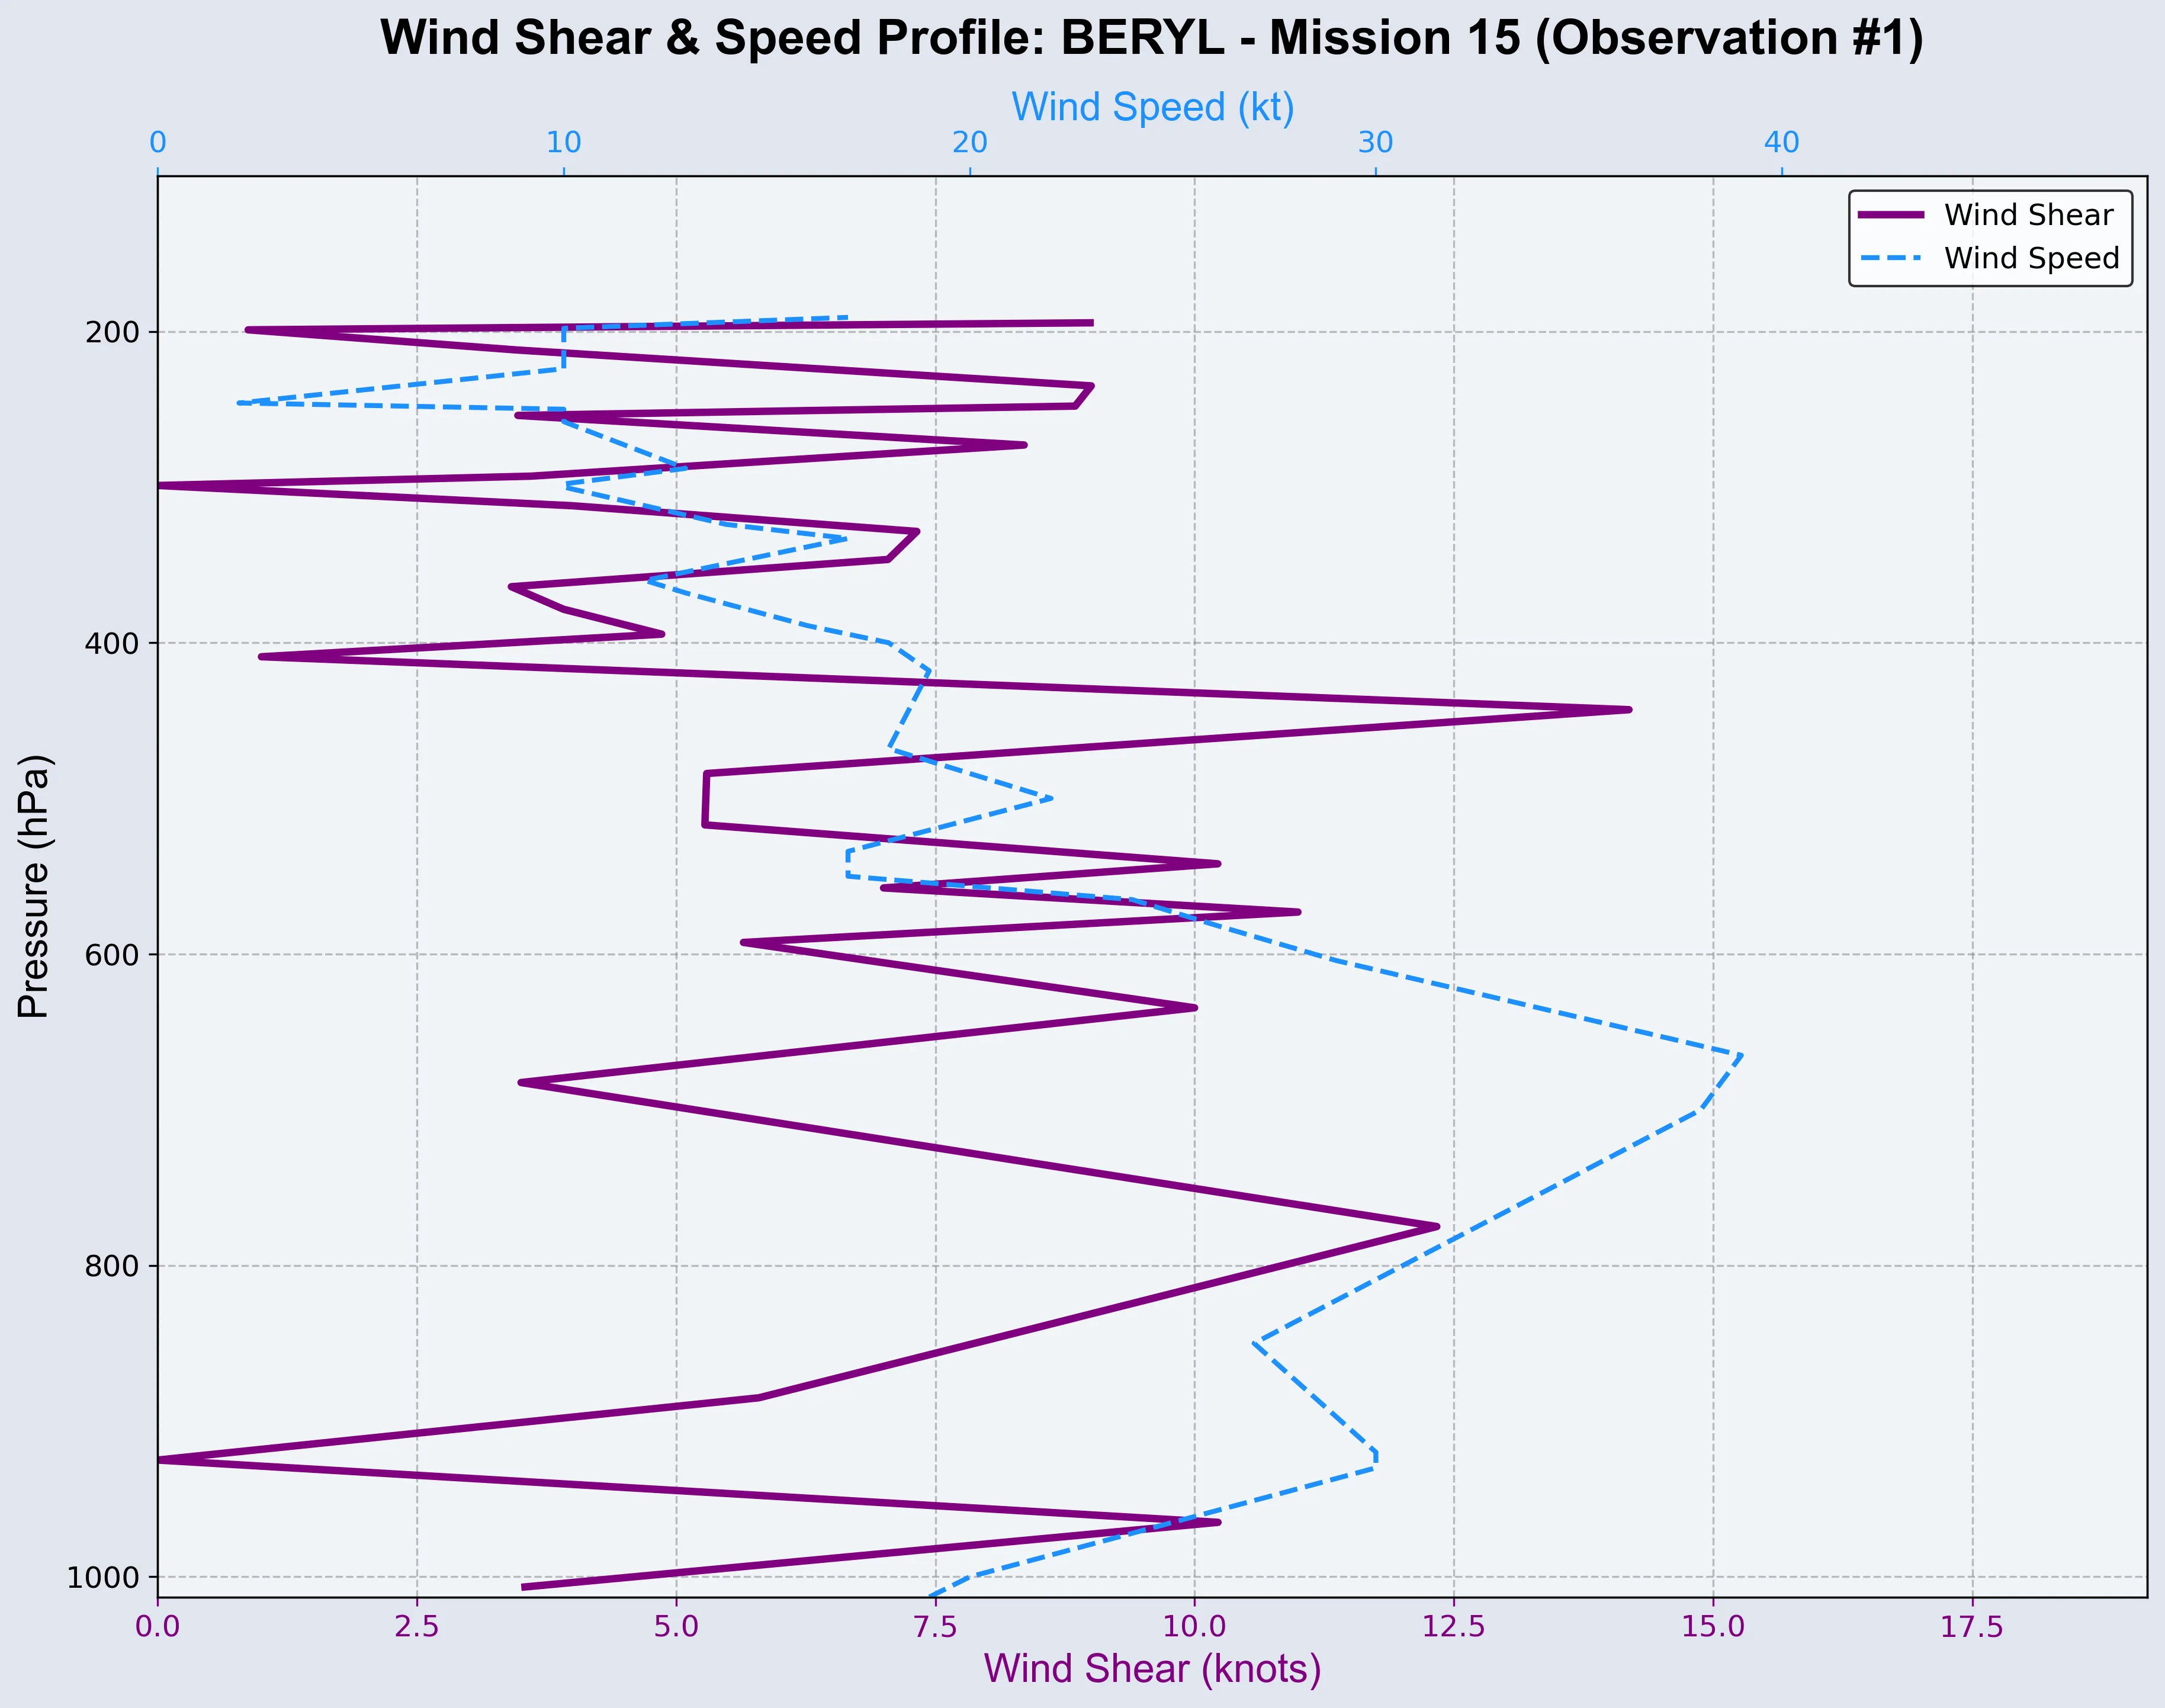 Wind Shear & Speed Profile: BERYL - Mission 15 (Observation #1)
Wind Speed (kt)
0 10 20 30 40
Wind Shear
Wind Speed
200
400
600
800
1000
Pressure (hPa)
0.0 2.5 5.0 7.5 10.0 12.5 15.0 17.5
Wind Shear (knots)